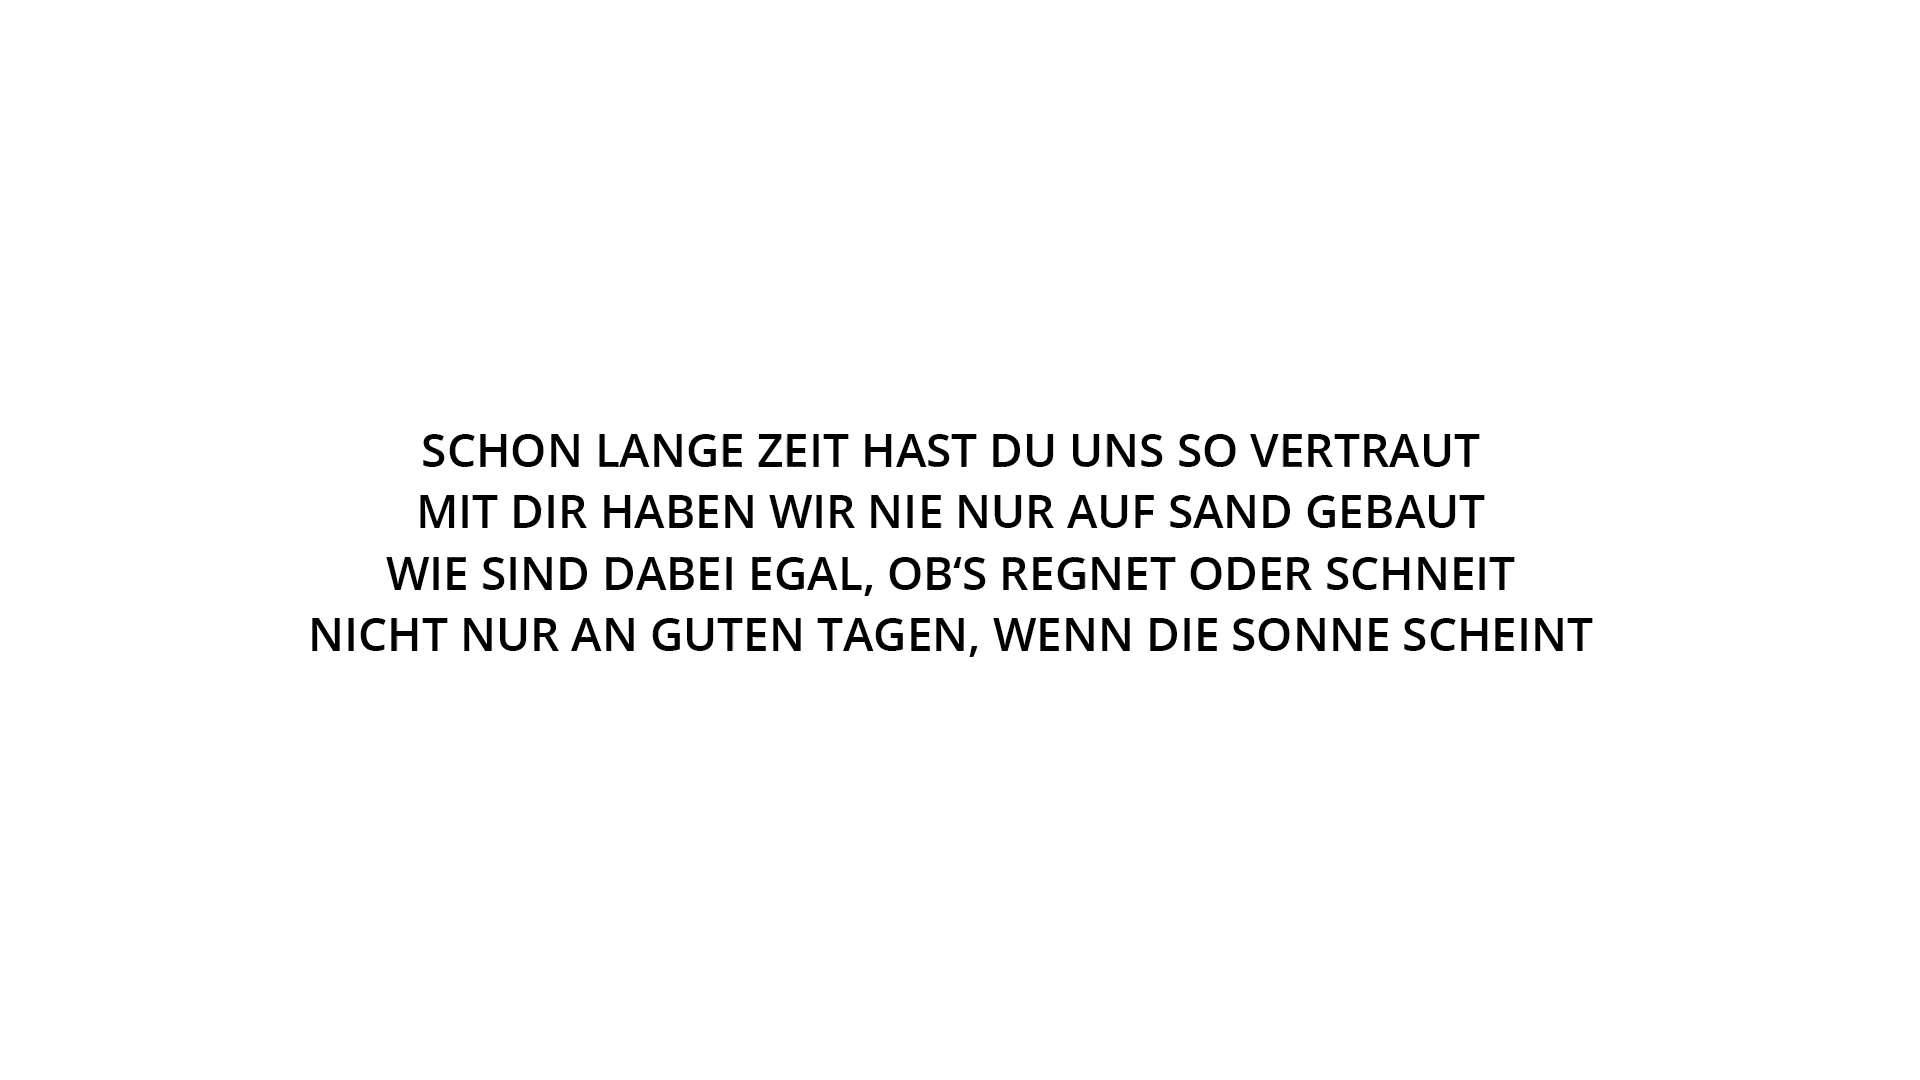 SCHON LANGE ZEIT HAST DU UNS SO VERTRAUT
MIT DIR HABEN WIR NIE NUR AUF SAND GEBAUT
WIE SIND DABEI EGAL, OB‘S REGNET ODER SCHNEIT
NICHT NUR AN GUTEN TAGEN, WENN DIE SONNE SCHEINT